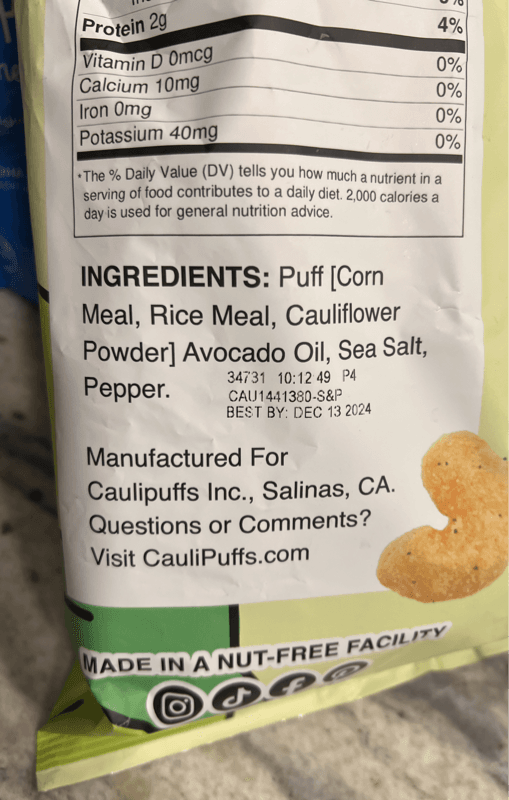 Protein 2g 4%
Vitamin D 0mcg 0%
Calcium 10mg 0%
Iron 0mg 0%
Potassium 40mg 0%
*The % Daily Value (DV) tells you how much a nutrient in a
serving of food contributes to a daily diet. 2,000 calories a
day is used for general nutrition advice.
INGREDIENTS: Puff [Corn
Meal, Rice Meal, Cauliflower
Powder] Avocado Oil, Sea Salt,
Pepper.
34731 10:12 49 P4
CAU1441380-S&P
BEST BY: DEC 13 2024
Manufactured For
Caulipuffs Inc., Salinas, CA.
Questions or Comments?
Visit CauliPuffs.com
MADE IN A NUT-FREE FACILITY